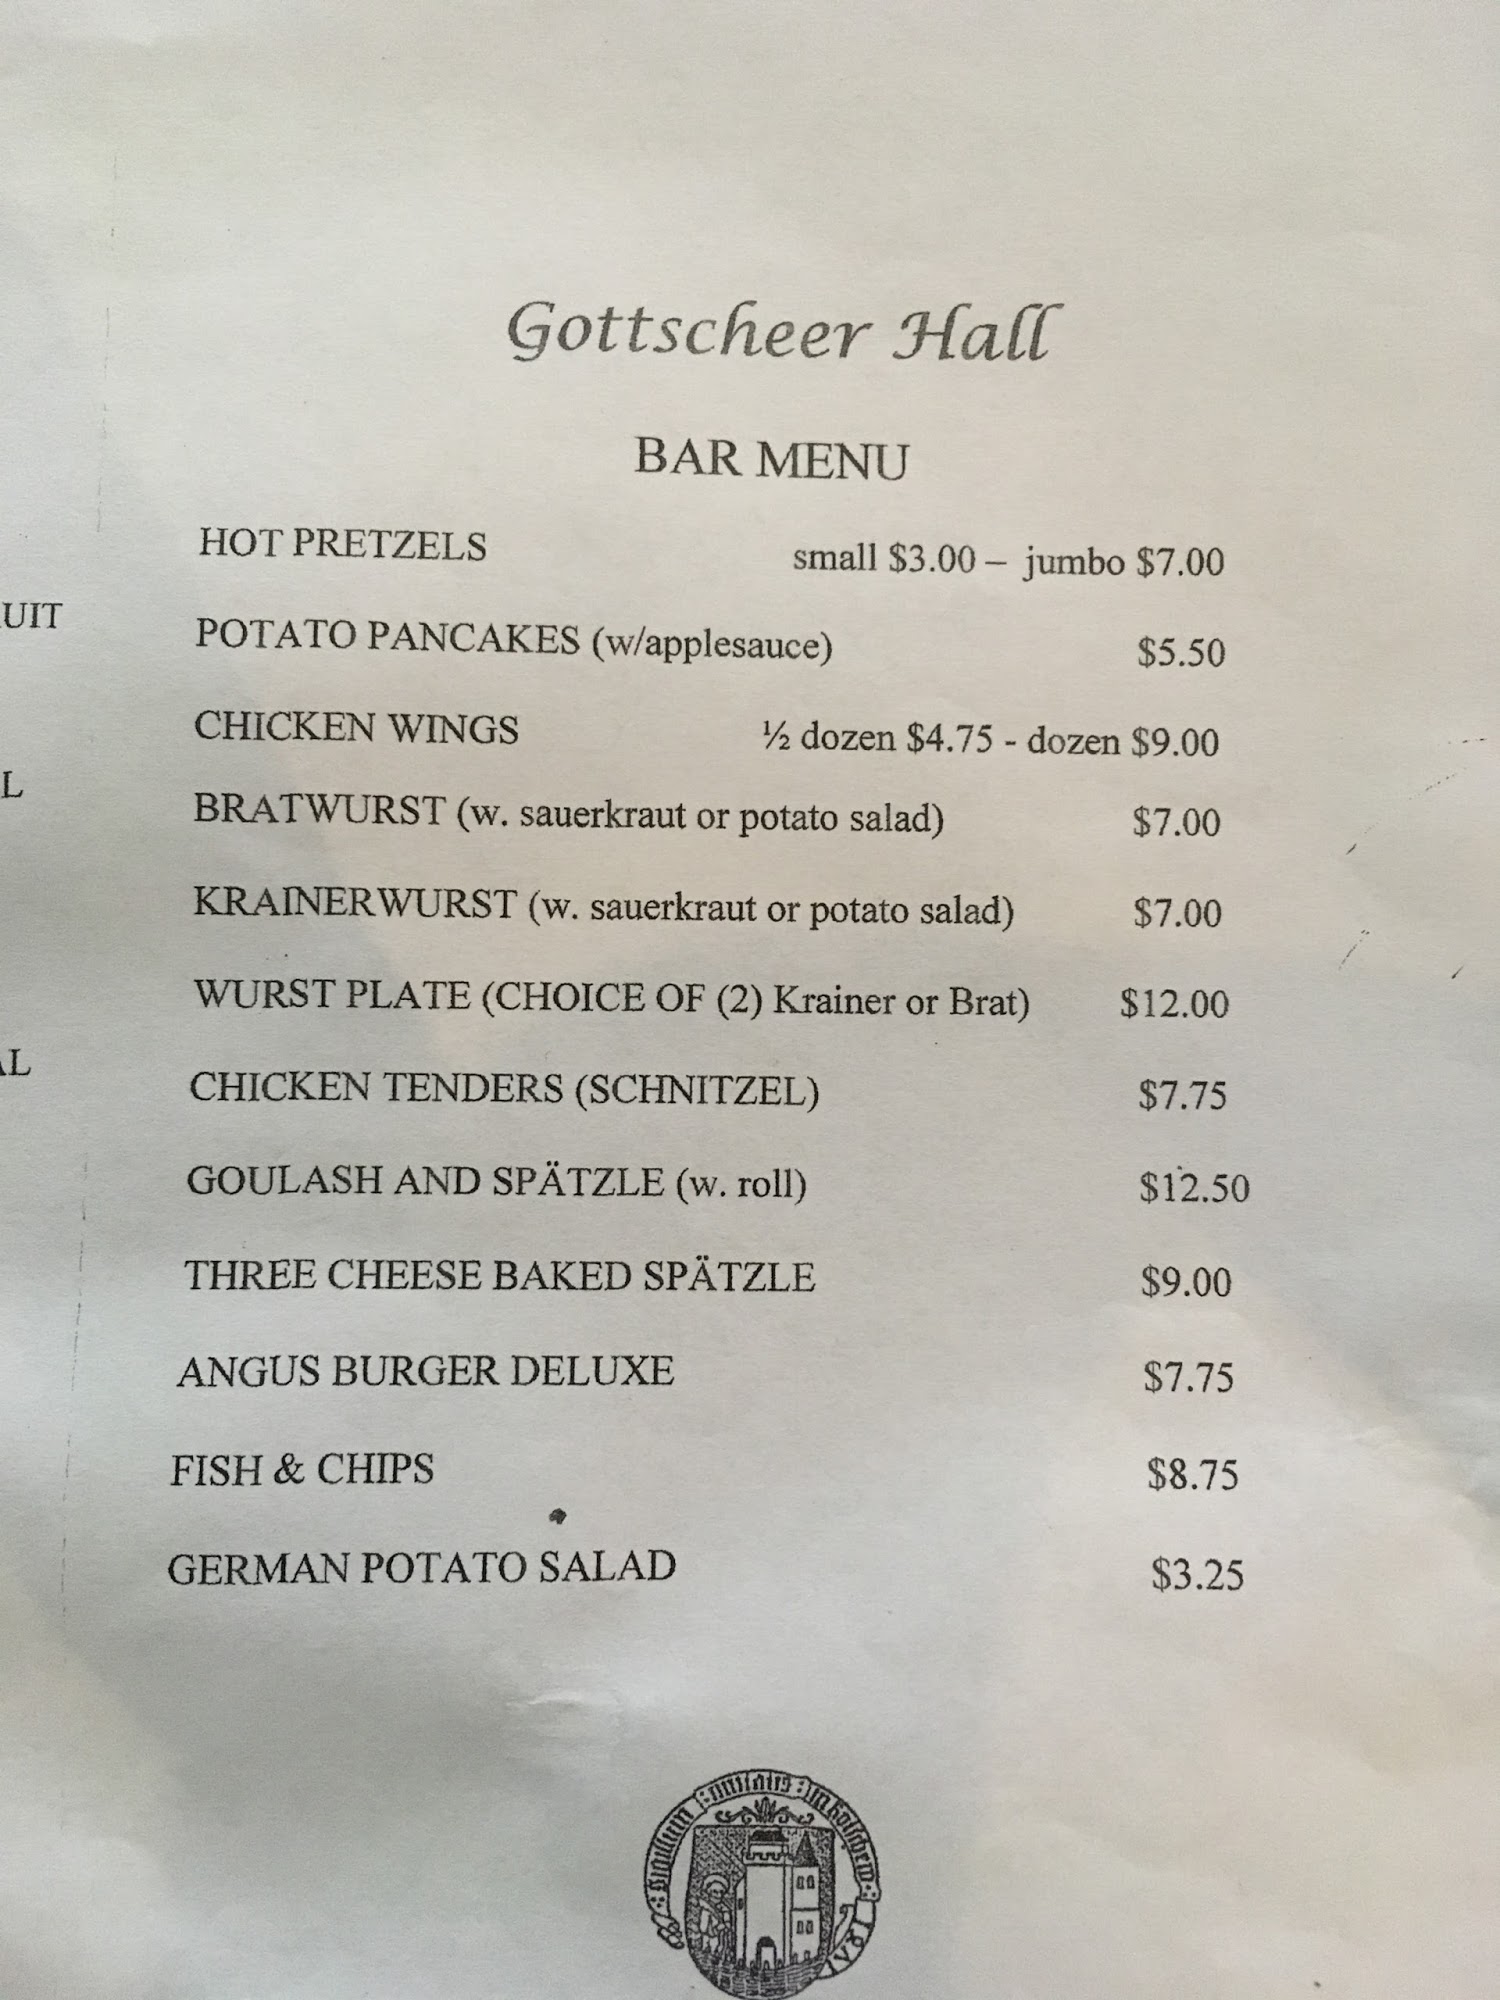 Gottscheer Hall
BAR MENU
HOT PRETZELS small $3.00 – jumbo $7.00
UIT
POTATO PANCAKES (w/applesauce) $5.50
CHICKEN WINGS ½ dozen $4.75 - dozen $9.00
L
BRATWURST (w. sauerkraut or potato salad) $7.00
KRAINERWURST (w. sauerkraut or potato salad) $7.00
WURST PLATE (CHOICE OF (2) Krainer or Brat) $12.00
AL
CHICKEN TENDERS (SCHNITZEL) $7.75
GOULASH AND SPÄTZLE (w. roll) $12.50
THREE CHEESE BAKED SPÄTZLE $9.00
ANGUS BURGER DELUXE $7.75
FISH & CHIPS $8.75
GERMAN POTATO SALAD $3.25